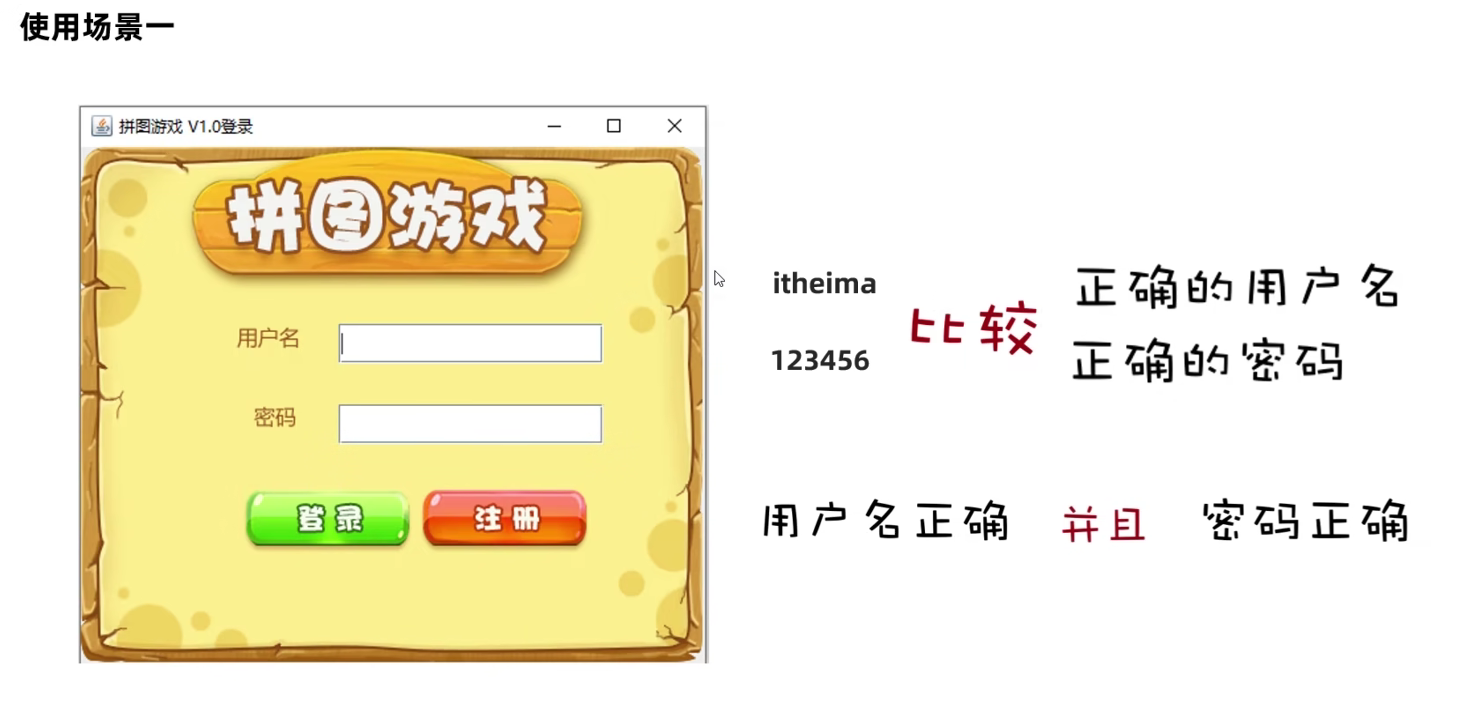 使用场景一
拼图游戏 V1.0登录
拼图游戏
用户名
密码
登录
注册
itheima
123456
比较
正确的用户名
正确的密码
用户名正确 并且 密码正确